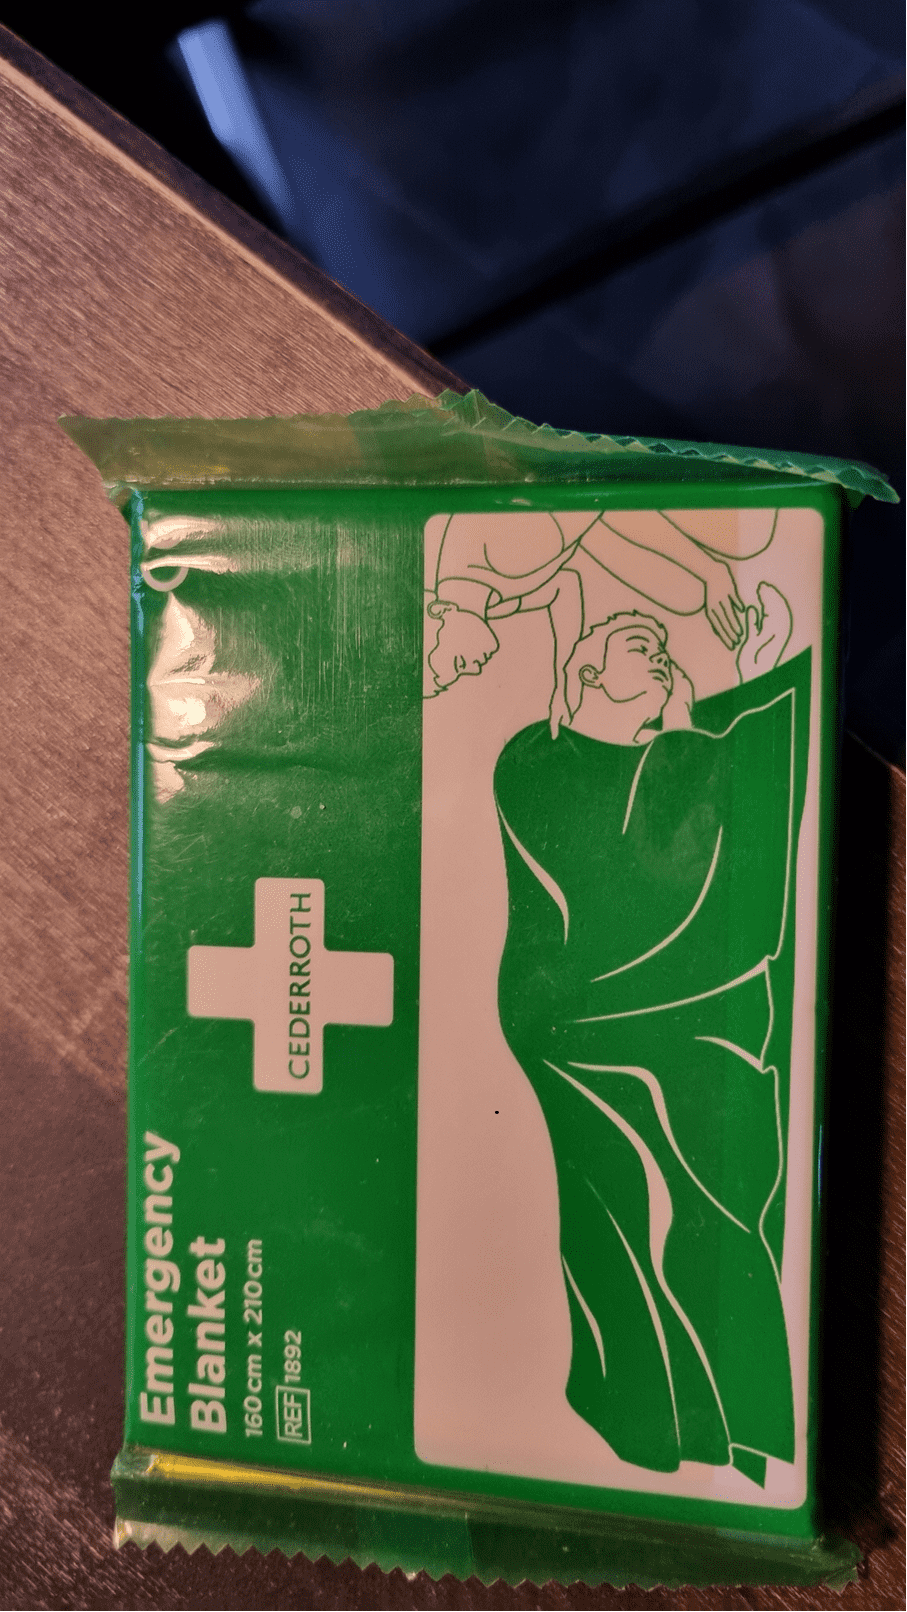 Emergency
Blanket
160 cm x 210 cm
REF 1892
CEDERROTH